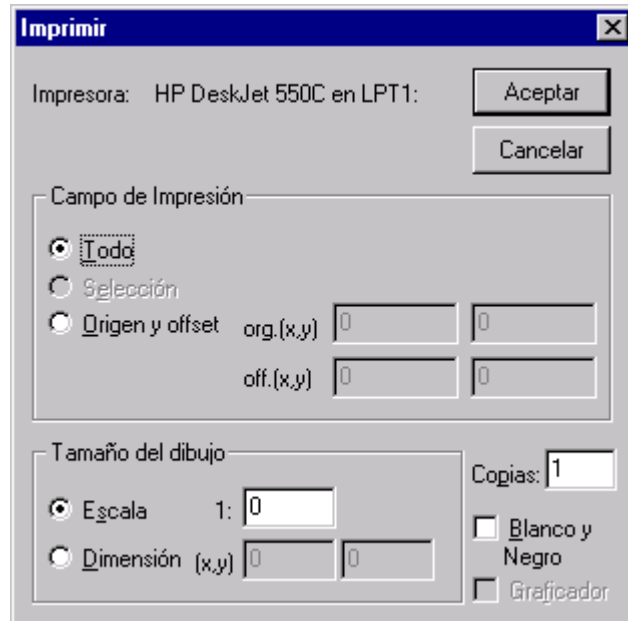 Imprimir
Impresora: HP DeskJet 550C en LPT1:
Aceptar
Cancelar
Campo de Impresión
Todo
Selección
Origen y offset org.(x,y) 0 0
off.(x,y) 0 0
Tamaño del dibujo
Escala 1: 0
Dimensión (x,y) 0 0
Copias: 1
Blanco y
Negro
Graficador